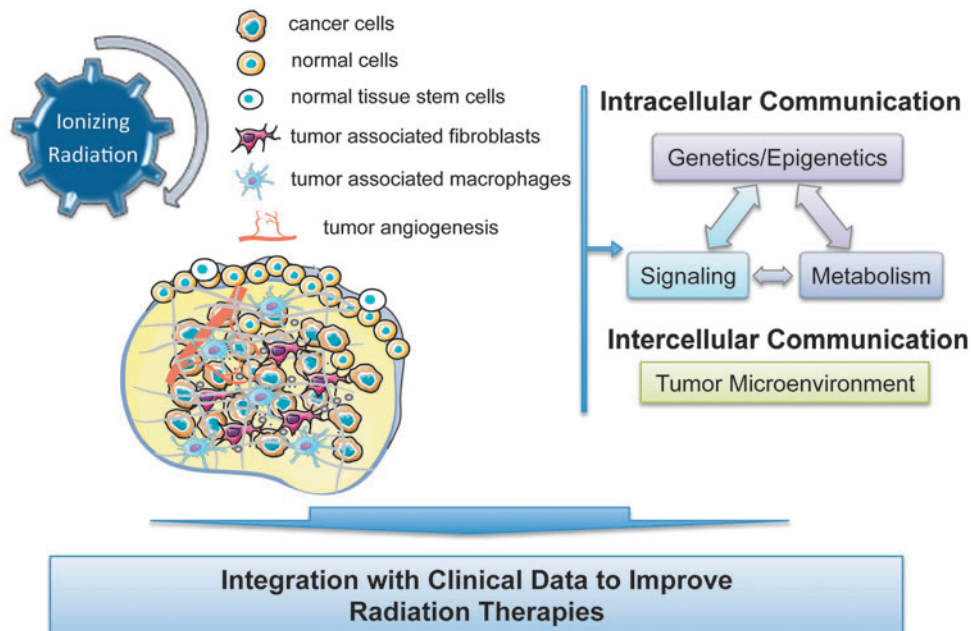 Ionizing
Radiation
cancer cells
normal cells
normal tissue stem cells
tumor associated fibroblasts
tumor associated macrophages
tumor angiogenesis
Intracellular Communication
Genetics/Epigenetics
Signaling
Metabolism
Intercellular Communication
Tumor Microenvironment
Integration with Clinical Data to Improve
Radiation Therapies